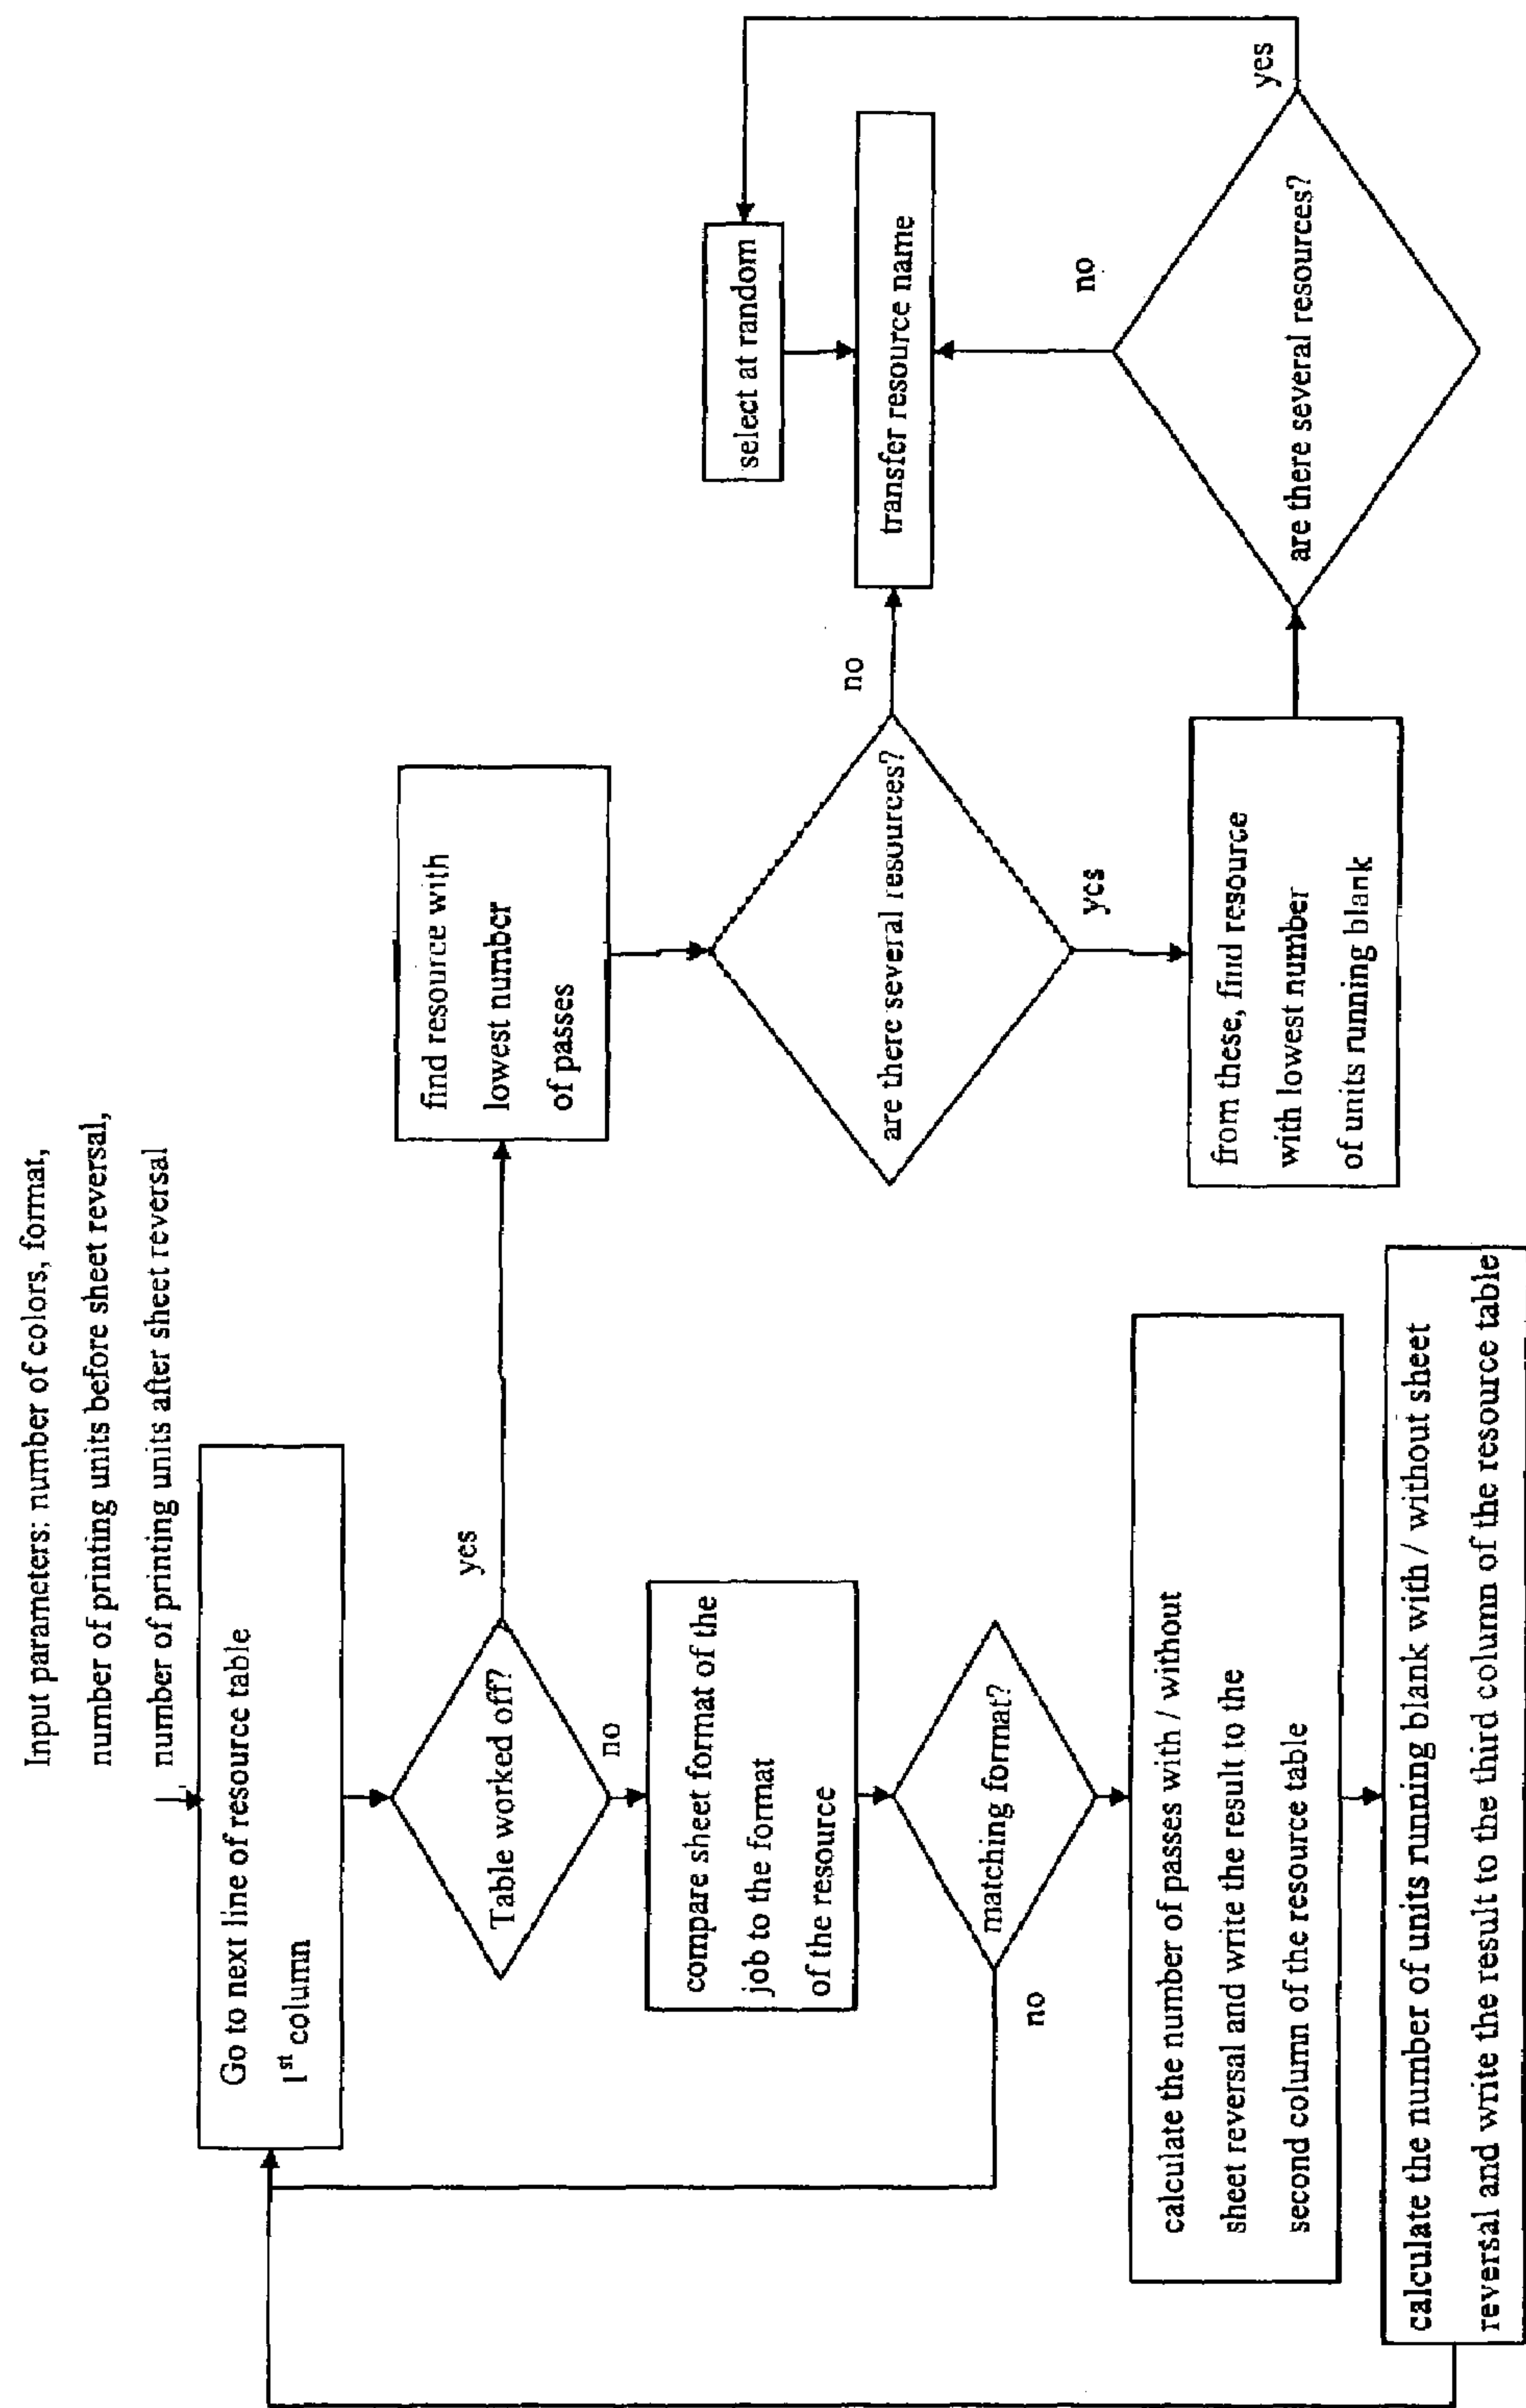 Input parameters: number of colors, format,
number of printing units before sheet reversal,
number of printing units after sheet reversal
Go to next line of resource table
1st column
Table worked off?
yes
no
compare sheet format of the
job to the format
of the resource
matching format?
no
calculate the number of passes with / without
sheet reversal and write the result to the
second column of the resource table
calculate the number of units running blank with / without sheet
reversal and write the result to the third column of the resource table
find resource with
lowest number
of passes
are there several resources?
no
yes
from these, find resource
with lowest number
of units running blank
are there several resources?
no
yes
select at random
transfer resource name